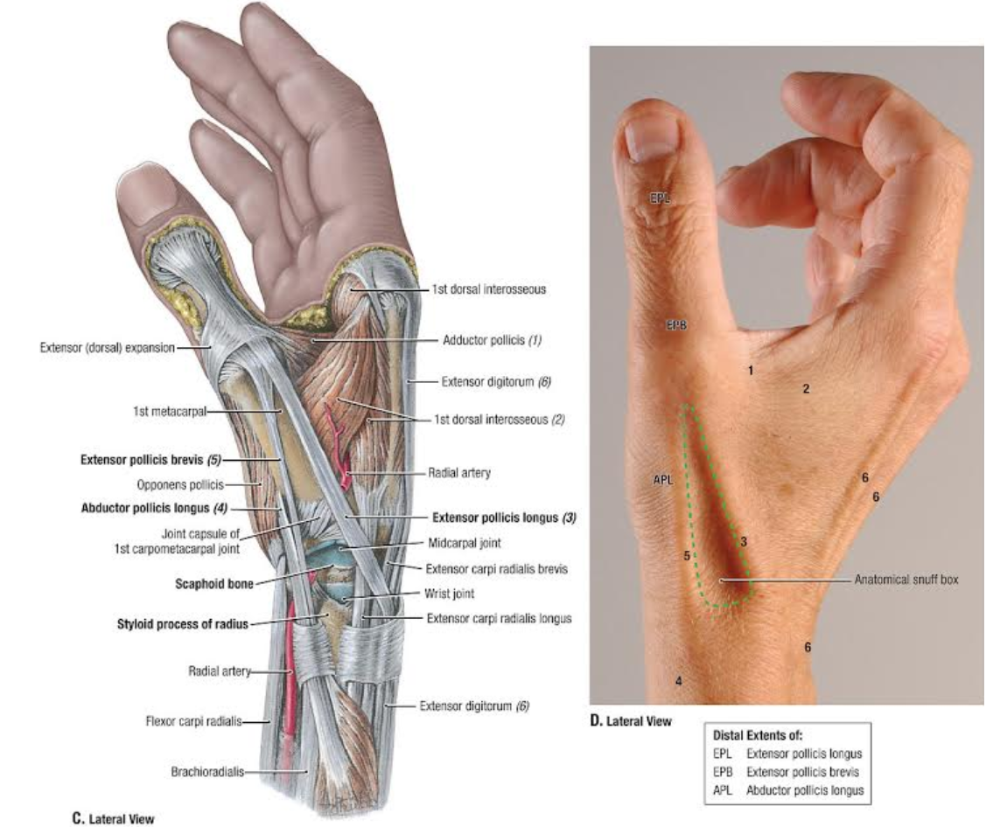 1st dorsal interosseous
Adductor pollicis (1)
Extensor (dorsal) expansion
Extensor digitorum (6)
1st metacarpal
1st dorsal interosseous (2)
Extensor pollicis brevis (5)
Radial artery
Opponens pollicis
Abductor pollicis longus (4)
Extensor pollicis longus (3)
Joint capsule of
1st carpometacarpal joint
Midcarpal joint
Extensor carpi radialis brevis
Scaphoid bone
Wrist joint
Styloid process of radius
Extensor carpi radialis longus
Radial artery
Extensor digitorum (6)
Flexor carpi radialis
Brachioradialis
C. Lateral View
EPL
EPB
1
2
APL
6
6
3
5
Anatomical snuff box
6
4
D. Lateral View
Distal Extents of:
EPL Extensor pollicis longus
EPB Extensor pollicis brevis
APL Abductor pollicis longus